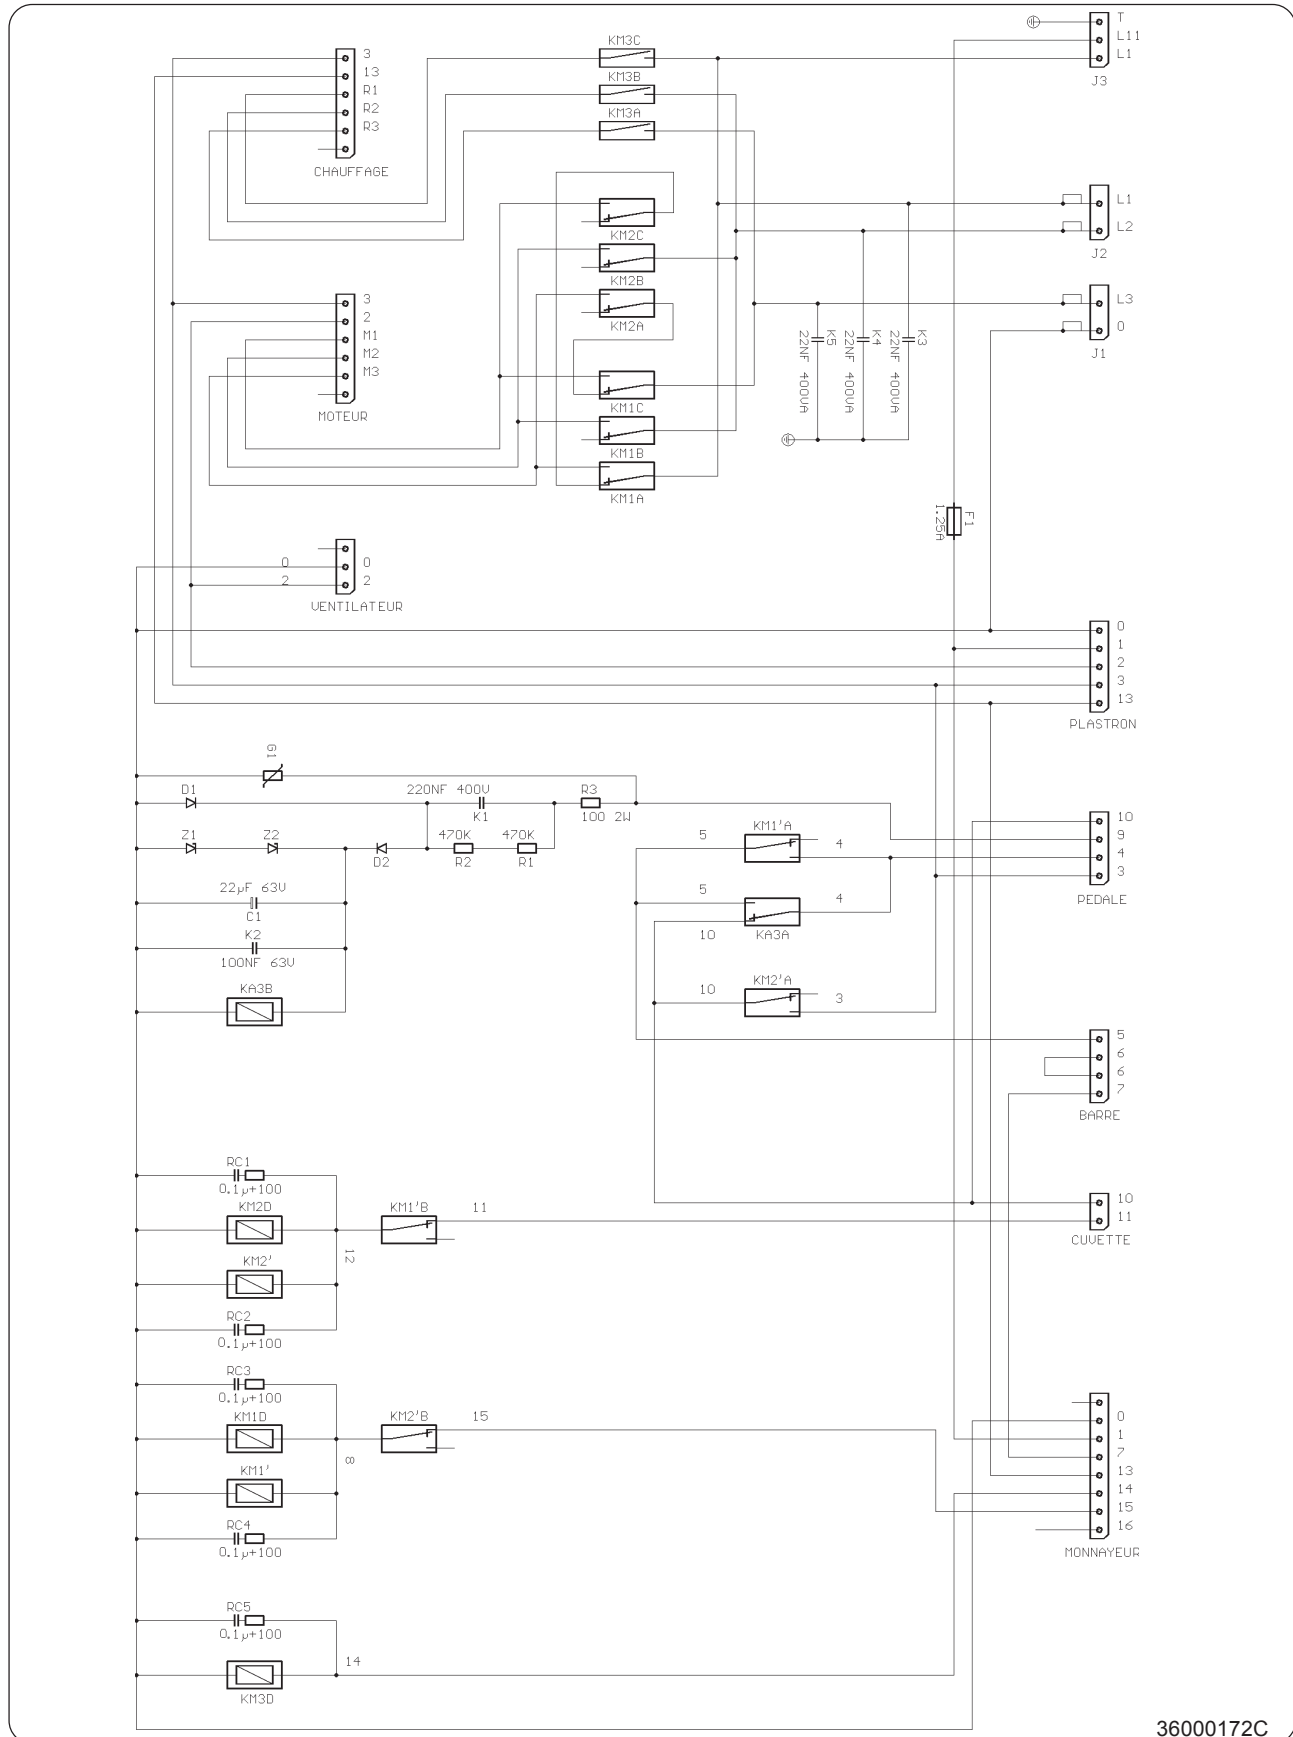 KM3C
T
L11
L1
J3
3
13
R1
R2
R3
CHAUFFAGE
KM3B
KM3A
KM2C
KM2B
KM2A
KM1C
KM1B
KM1A
L1
L2
J2
L3
0
J1
3
2
M1
M2
M3
MOTEUR
K5
22NF 400VA
K4
22NF 400VA
K3
22NF 400VA
F1
1.25A
0
2
0
2
VENTILATEUR
0
1
2
3
13
PLASTRON
G1
D1
220NF 400V
K1
R3
100 2W
Z1
Z2
D2
470K
R2
470K
R1
22µF 63V
C1
K2
100NF 63V
KA3B
5
KM1'A
4
5
4
10
KA3A
KM2'A
10
3
10
9
4
3
PEDALE
5
6
6
7
BARRE
RC1
0.1µ+100
KM2D
KM1'B
11
12
KM2'
RC2
0.1µ+100
10
11
CUVETTE
RC3
0.1µ+100
KM1D
KM2'B
15
8
KM1'
RC4
0.1µ+100
0
1
7
13
14
15
16
MONNAYEUR
RC5
0.1µ+100
14
KM3D
36000172C